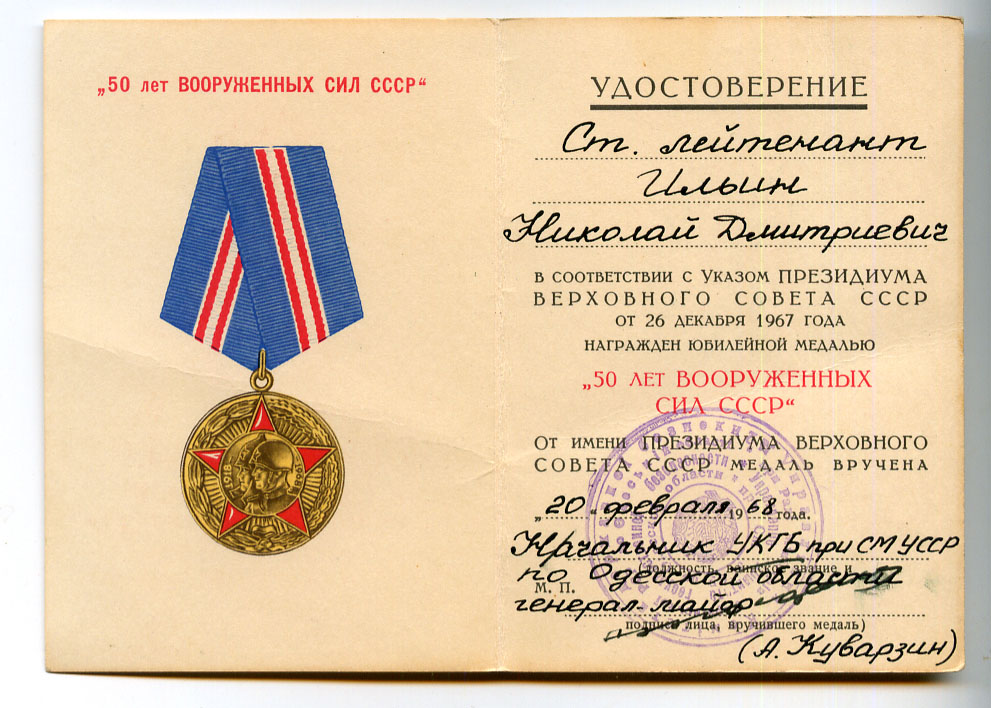 „50 лет ВООРУЖЕННЫХ СИЛ СССР“
1918
1968
УДОСТОВЕРЕНИЕ
Ст. лейтенант
Ильин
Николай Дмитриевич
В СООТВЕТСТВИИ С УКАЗОМ ПРЕЗИДИУМА
ВЕРХОВНОГО СОВЕТА СССР
ОТ 26 ДЕКАБРЯ 1967 ГОДА
НАГРАЖДЕН ЮБИЛЕЙНОЙ МЕДАЛЬЮ
„50 ЛЕТ ВООРУЖЕННЫХ
СИЛ СССР“
ОТ ИМЕНИ ПРЕЗИДИУМА ВЕРХОВНОГО
СОВЕТА СССР МЕДАЛЬ ВРУЧЕНА
„20 “ февраля 1968 года.
Начальник УКГБ при СМ УССР
(должность, воинское звание и
по Одесской области
М. П.
генерал-майор
подпись лица, вручившего медаль)
(А. Куварзин)